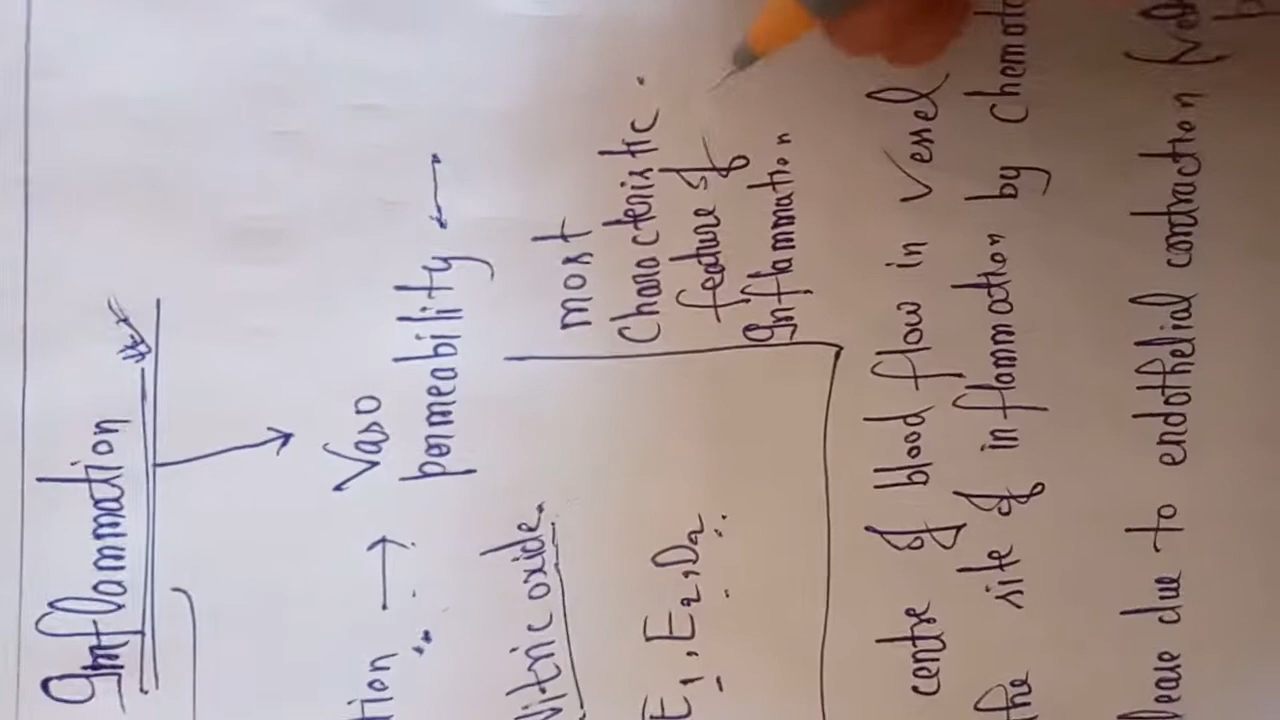 Inflammation
tion → Vaso
permeability ←
Nitric oxide.
most
characteristic.
E1, E2, D2
feature of
Inflammation
centre of blood flow in vessel
the site of inflammation by
due to endothelial contraction